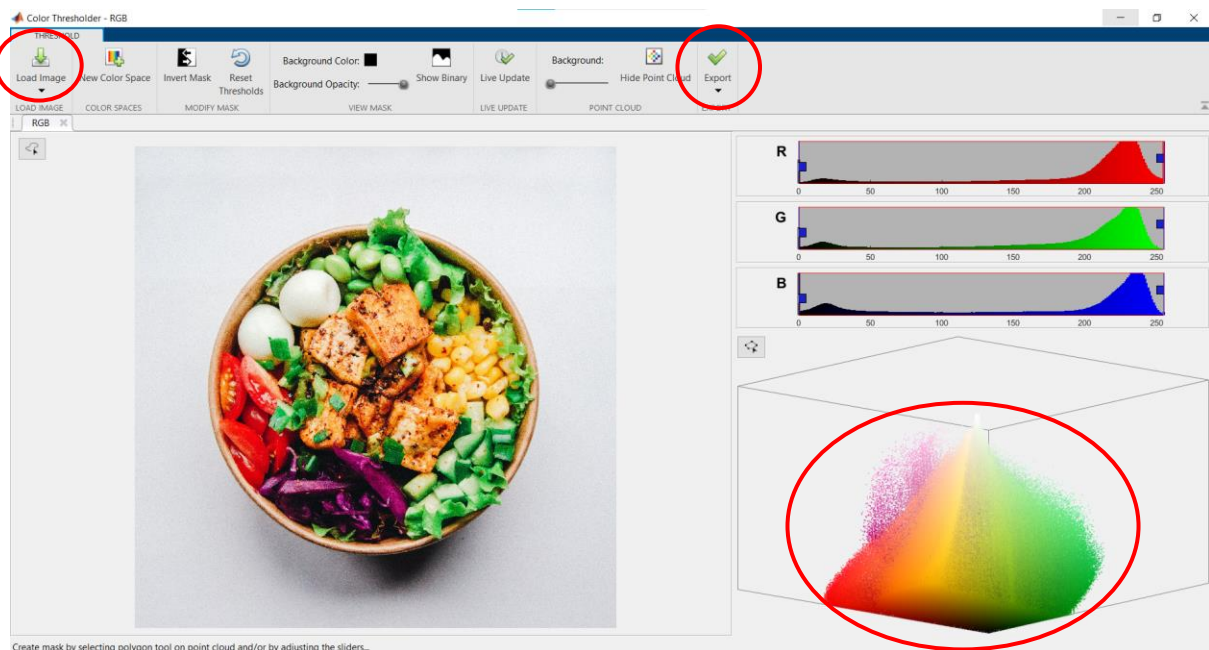 Color Thresholder - RGB
THRESHOLD
Load Image
New Color Space
Invert Mask
Reset Thresholds
Background Color:
Background Opacity:
Show Binary
Live Update
Background:
Hide Point Cloud
Export
LOAD IMAGE
COLOR SPACES
MODIFY MASK
VIEW MASK
LIVE UPDATE
POINT CLOUD
EXPORT
RGB
R
0 50 100 150 200 250
G
0 50 100 150 200 250
B
0 50 100 150 200 250
Create mask by selecting polygon tool on point cloud and/or by adjusting the sliders...